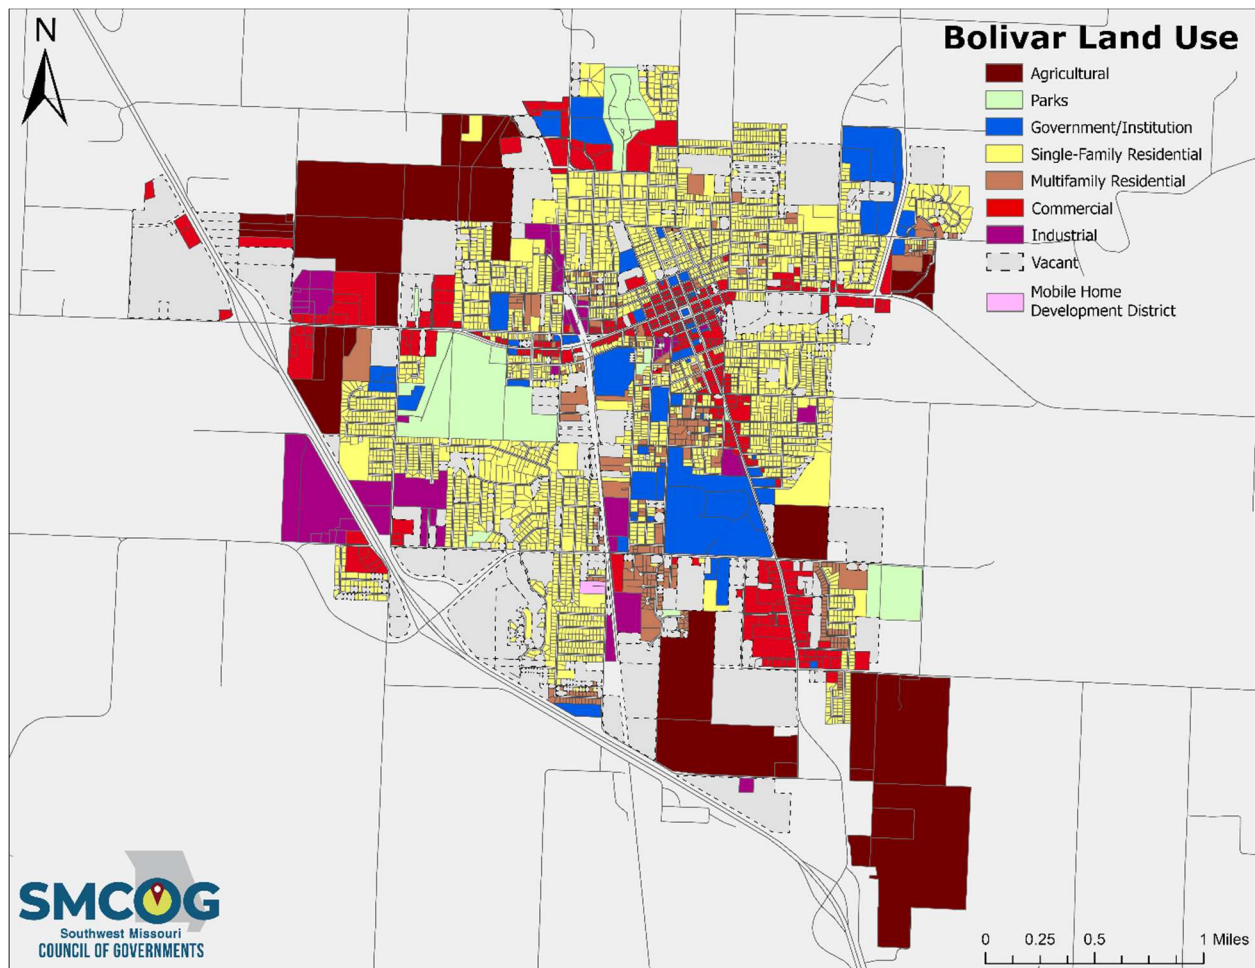 N
Bolivar Land Use
Agricultural
Parks
Government/Institution
Single-Family Residential
Multifamily Residential
Commercial
Industrial
Vacant
Mobile Home
Development District
SMCOG
Southwest Missouri
COUNCIL OF GOVERNMENTS
0 0.25 0.5 1 Miles